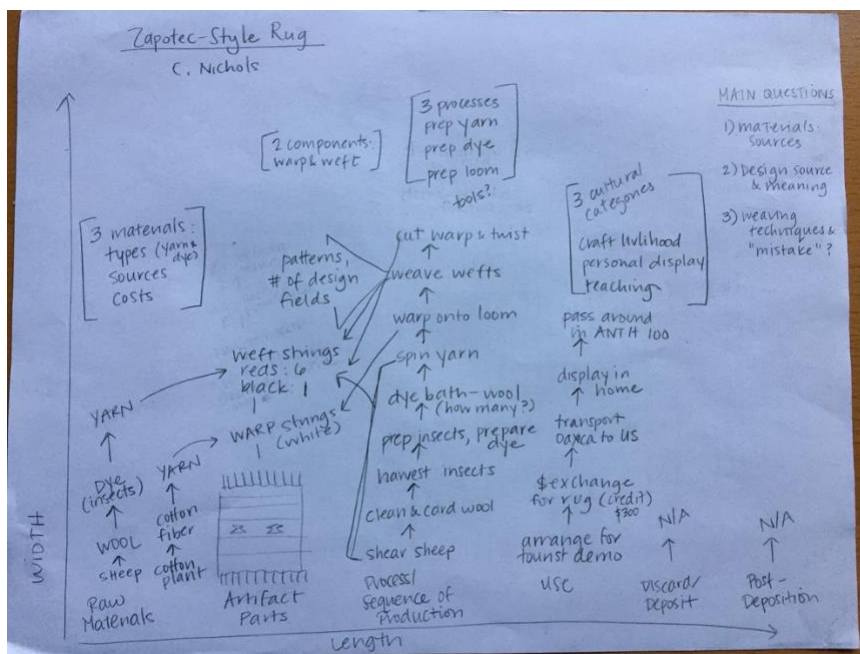 Zapotec-Style Rug
C. Nichols
WIDTH
Length
[3 materials:
types (yarn &
dye)
sources
costs]
[2 components:
warp & weft]
[3 processes
prep yarn
prep dye
prep loom
tools?
3 cultural
categories
craft livlihood
personal display
teaching]
MAIN QUESTIONS
1) materials:
sources
2) Design source
& meaning
3) weaving
techniques &
"mistake"?
patterns,
# of design
fields
weft strings
reds: 6
black: 1
WARP strings
(white)
YARN
Dye
(insects)
WOOL
sheep
Raw
Materials
YARN
cotton
fiber
cotton
plant
Artifact
Parts
cut warp & twist
weave wefts
warp onto loom
spin yarn
dye bath - wool
(how many?)
prep insects, prepare
dye
harvest insects
clean & card wool
shear sheep
Process/
Sequence of
Production
pass around
in ANTH 100
display in
home
transport
Oaxca to US
$ exchange
for rug (credit)
$300
arrange for
tourist demo
USE
N/A
Discard/
Deposit
N/A
Post-
Deposition